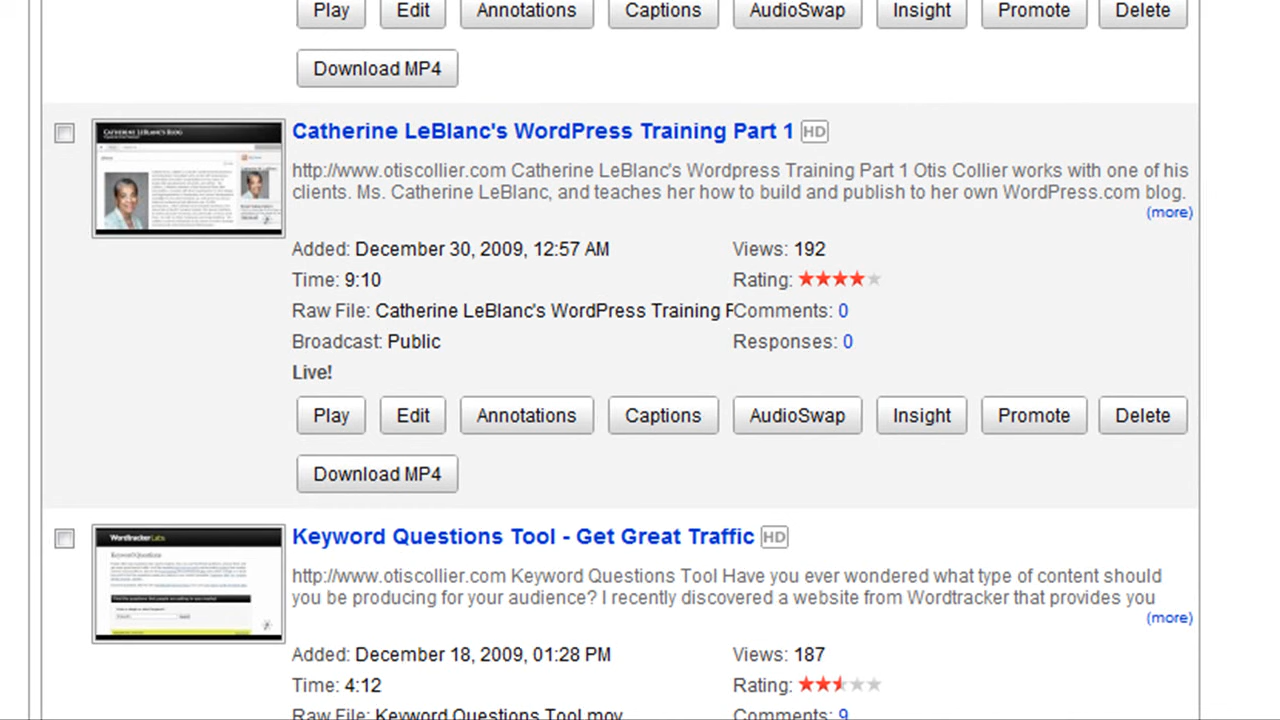 Play Edit Annotations Captions AudioSwap Insight Promote Delete
Download MP4
CATHERINE LEBLANC'S BLOG
Catherine LeBlanc's WordPress Training Part 1 HD
http://www.otiscollier.com Catherine LeBlanc's Wordpress Training Part 1 Otis Collier works with one of his
clients. Ms. Catherine LeBlanc, and teaches her how to build and publish to her own WordPress.com blog.
(more)
Added: December 30, 2009, 12:57 AM Views: 192
Time: 9:10 Rating:
Raw File: Catherine LeBlanc's WordPress Training F Comments: 0
Broadcast: Public Responses: 0
Live!
Play Edit Annotations Captions AudioSwap Insight Promote Delete
Download MP4
WordtrackerLabs
Keyword Questions
Keyword Questions Tool - Get Great Traffic HD
http://www.otiscollier.com Keyword Questions Tool Have you ever wondered what type of content should
you be producing for your audience? I recently discovered a website from Wordtracker that provides you
(more)
Added: December 18, 2009, 01:28 PM Views: 187
Time: 4:12 Rating:
Raw File: Keyword Questions Tool.mov Comments: 9